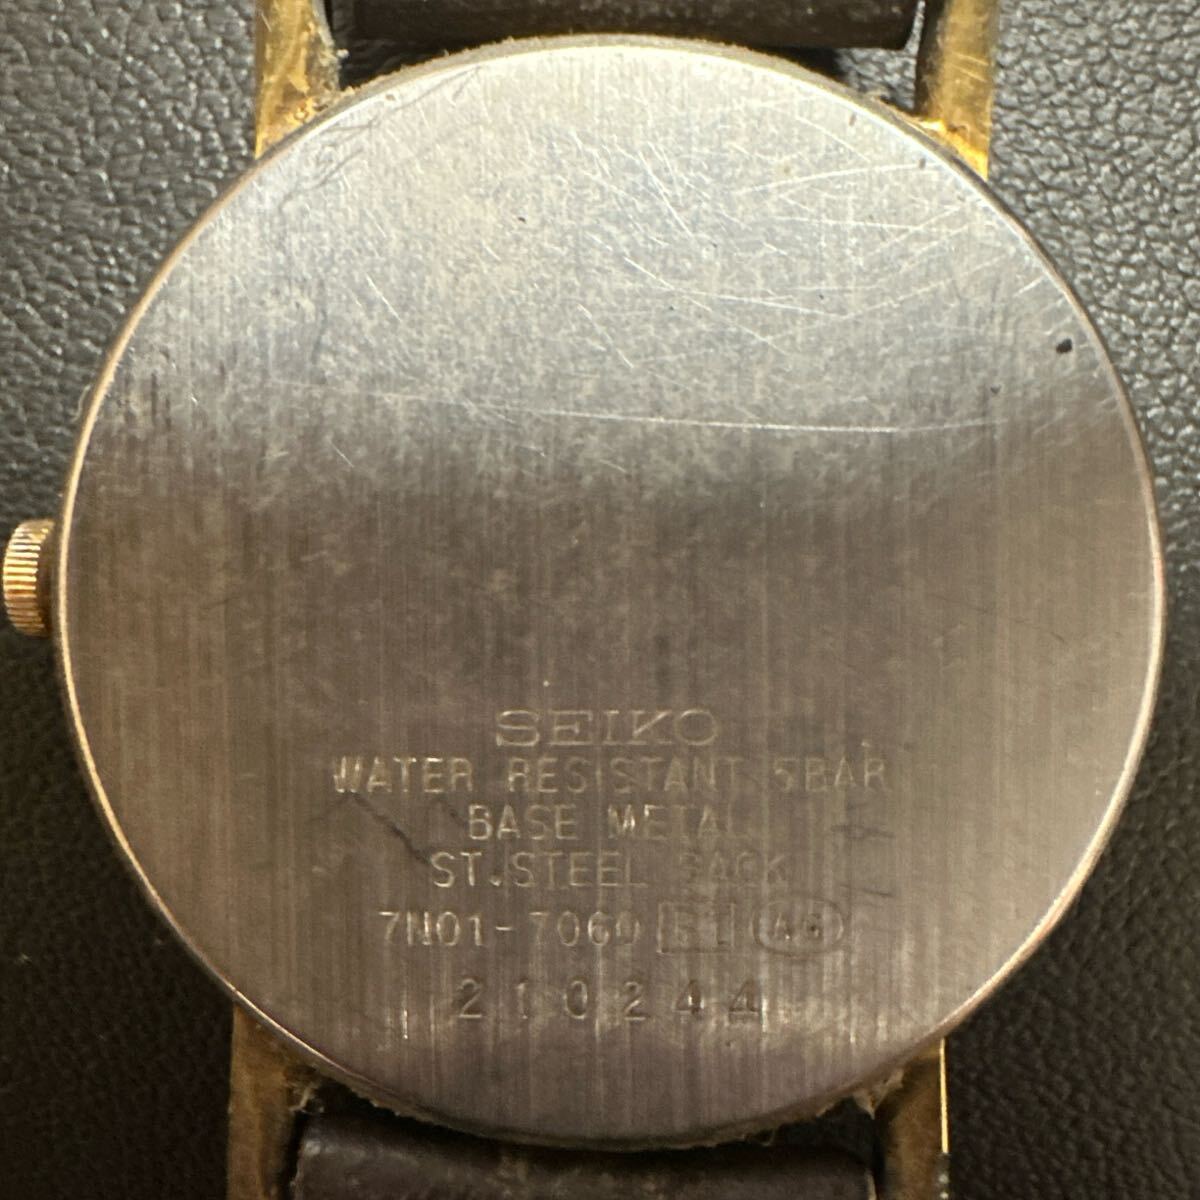 SEIKO
WATER RESISTANT 5BAR
BASE METAL
ST.STEEL BACK
7N01-7060
210244